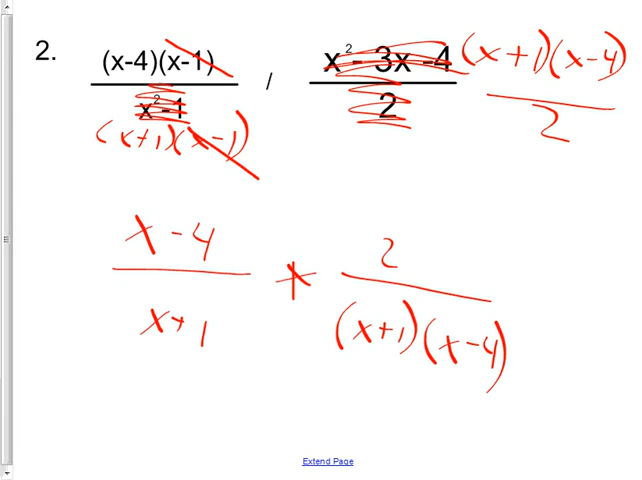 2. (x-4)(x-1) / x² - 3x -4 (x+1)(x-4)
x² - 1 2 2
(x+1)(x-1)
x - 4 * 2
x + 1 (x+1)(x-4)
Extend Page